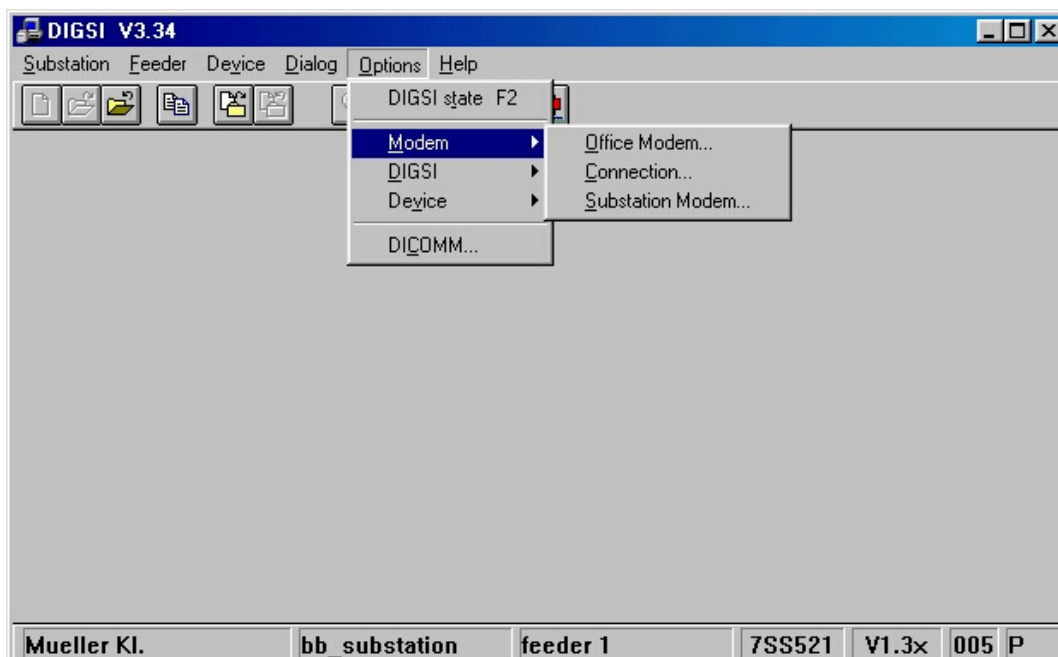 DIGSI V3.34
Substation Feeder Device Dialog Options Help
DIGSI state F2
Modem
DIGSI
Device
DICOMM...
Office Modem...
Connection...
Substation Modem...
Mueller Kl. bb_substation feeder 1 7SS521 V1.3x 005 P